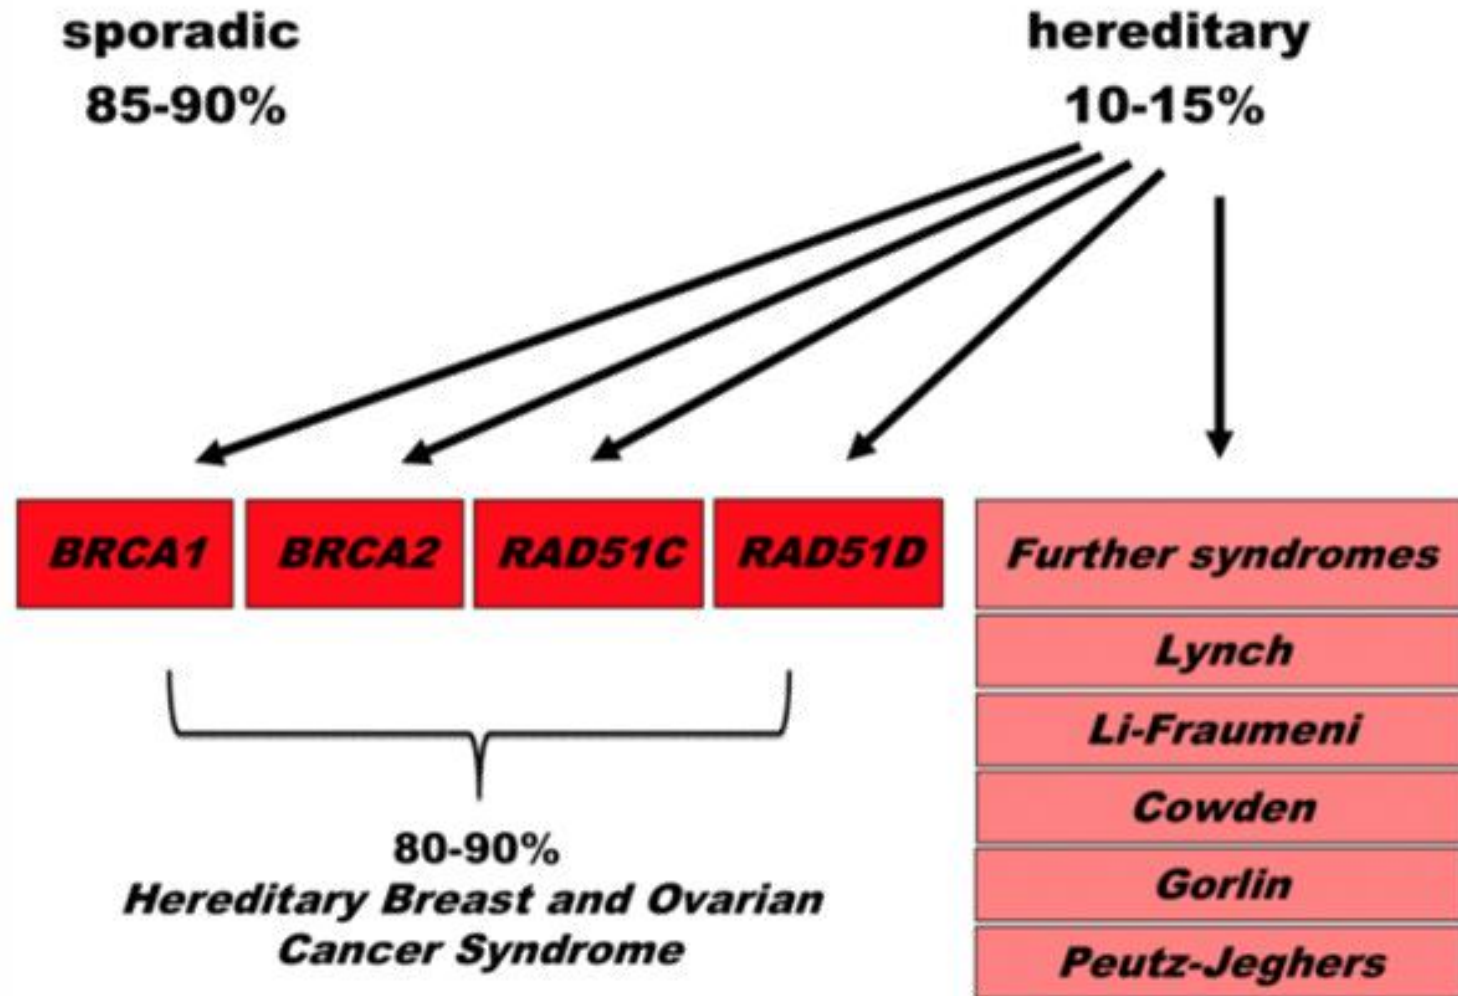 sporadic
85-90%
hereditary
10-15%
BRCA1
BRCA2
RAD51C
RAD51D
80-90%
Hereditary Breast and Ovarian
Cancer Syndrome
Further syndromes
Lynch
Li-Fraumeni
Cowden
Gorlin
Peutz-Jeghers